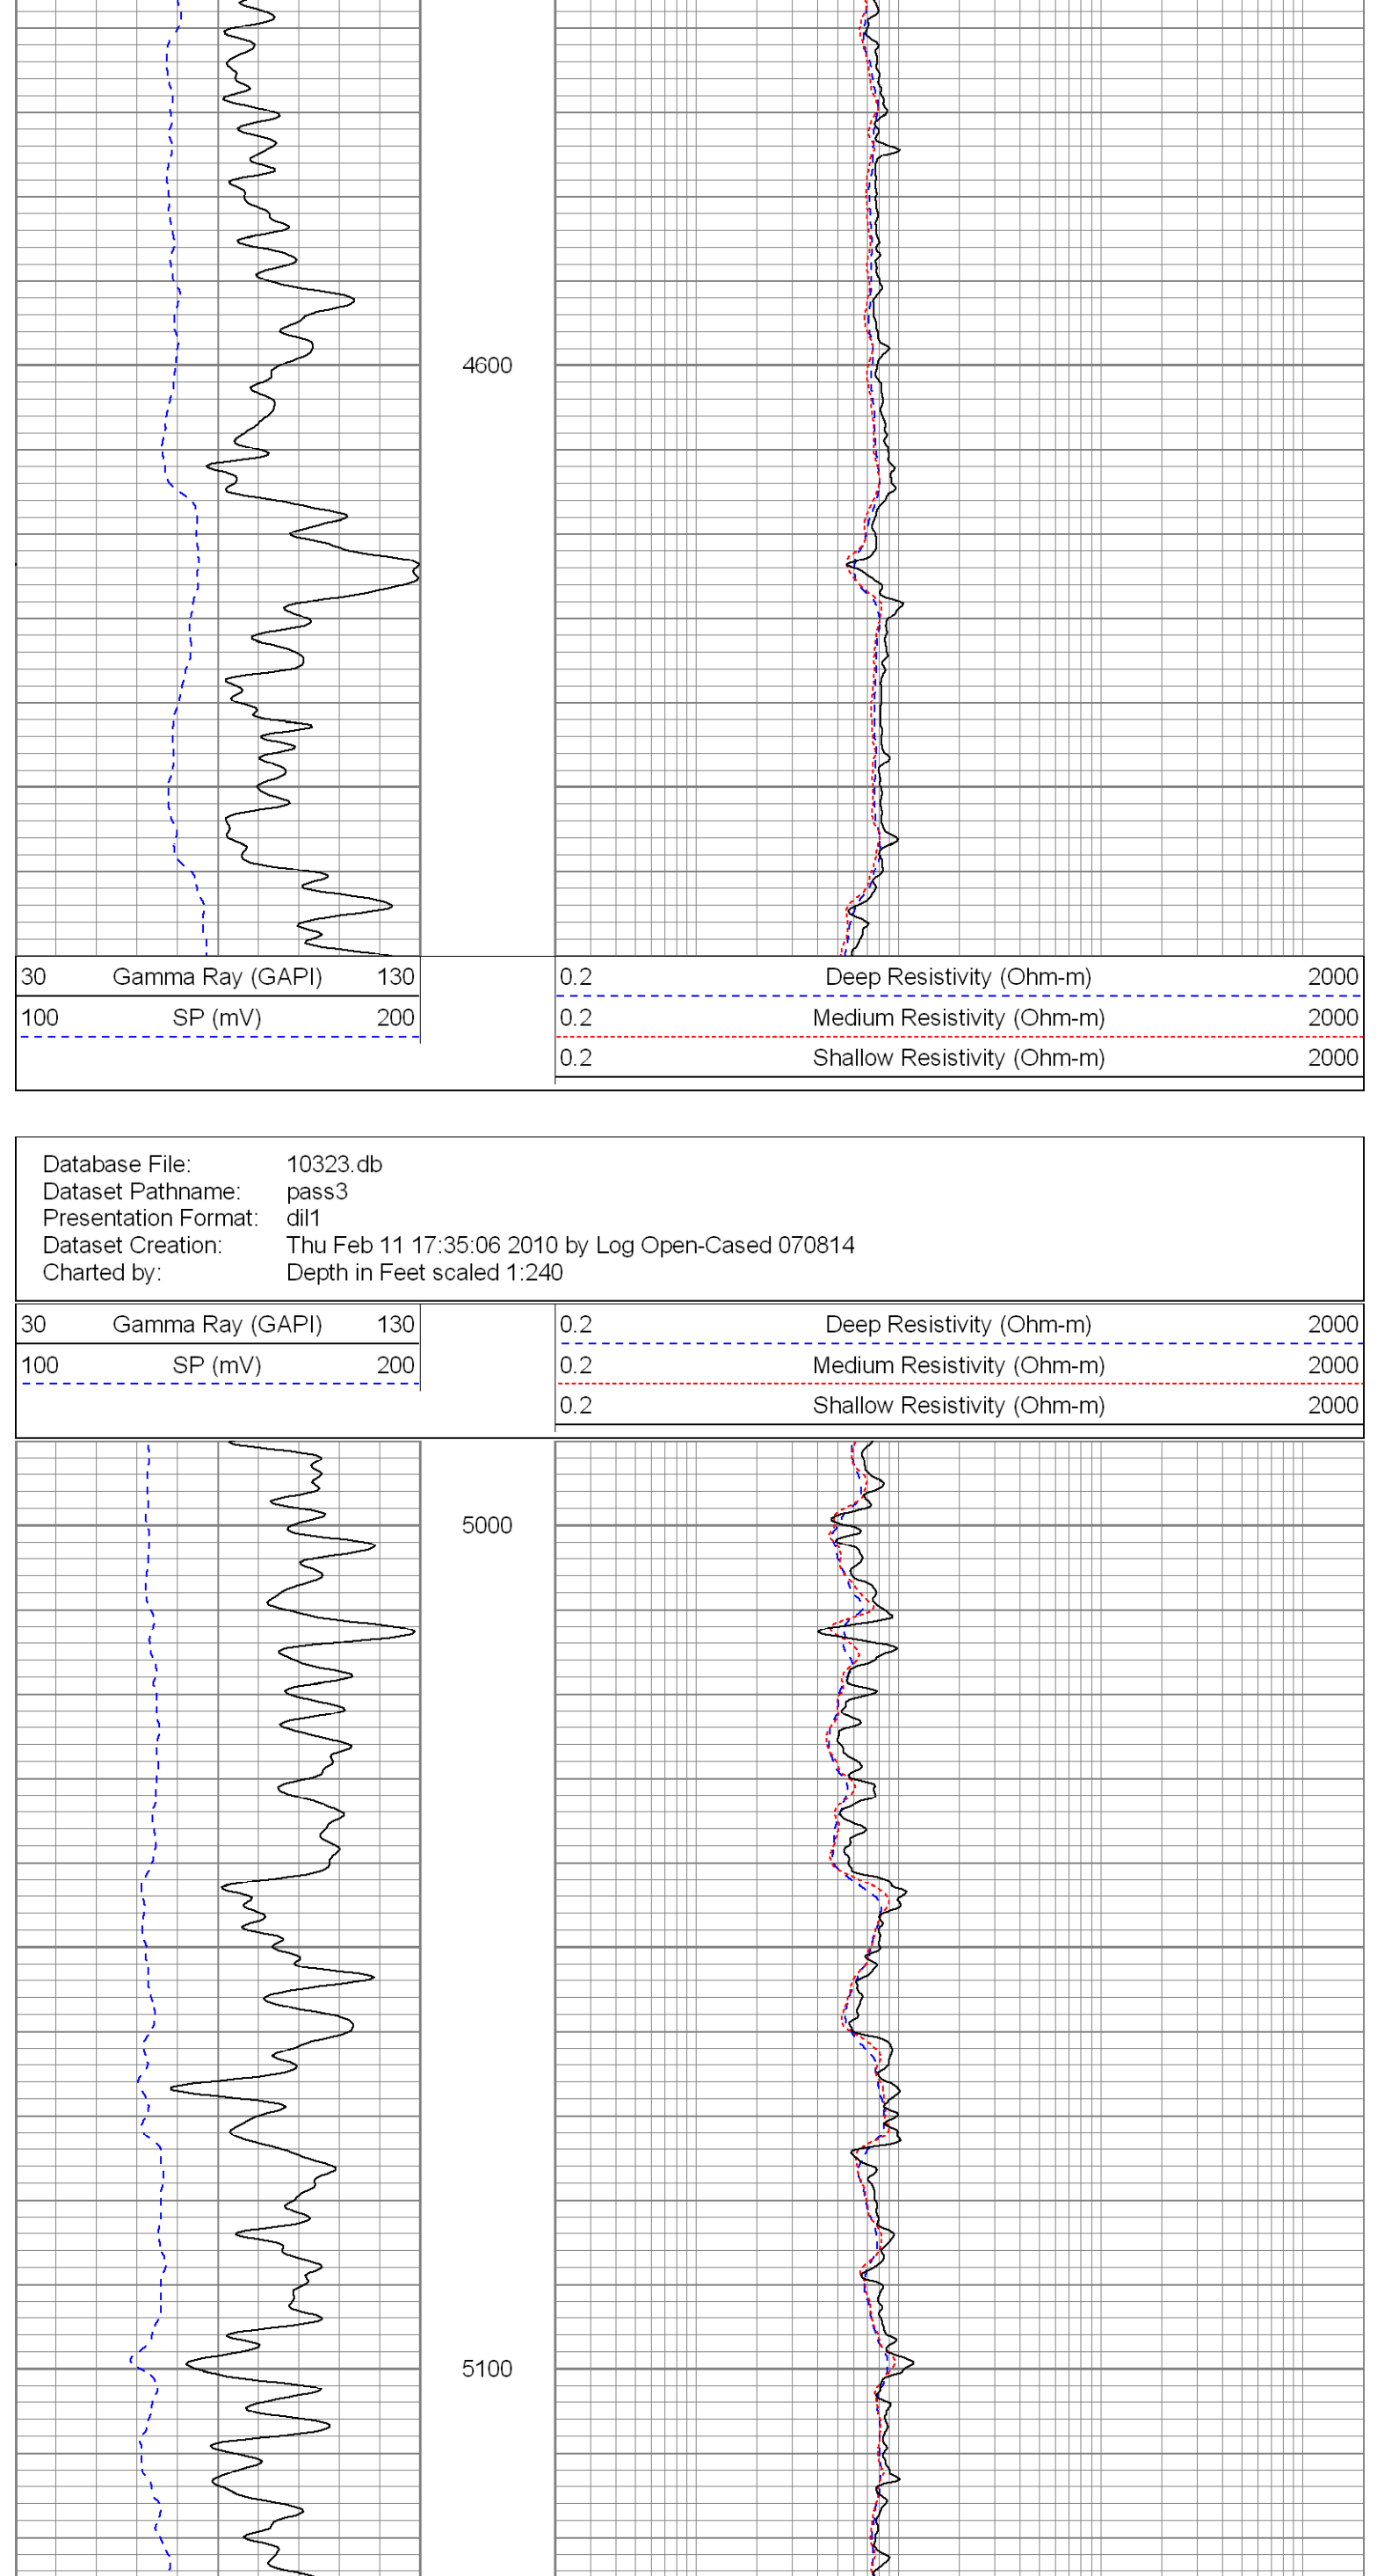 4600
30 Gamma Ray (GAPI) 130
100 SP (mV) 200
0.2 Deep Resistivity (Ohm-m) 2000
0.2 Medium Resistivity (Ohm-m) 2000
0.2 Shallow Resistivity (Ohm-m) 2000
Database File: 10323.db
Dataset Pathname: pass3
Presentation Format: dil1
Dataset Creation: Thu Feb 11 17:35:06 2010 by Log Open-Cased 070814
Charted by: Depth in Feet scaled 1:240
30 Gamma Ray (GAPI) 130
100 SP (mV) 200
0.2 Deep Resistivity (Ohm-m) 2000
0.2 Medium Resistivity (Ohm-m) 2000
0.2 Shallow Resistivity (Ohm-m) 2000
5000
5100